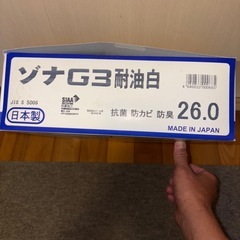 ゾナG3耐油白
JIS S 5006
日本製
SIAA
抗菌 防カビ 防臭
26.0
MADE IN JAPAN